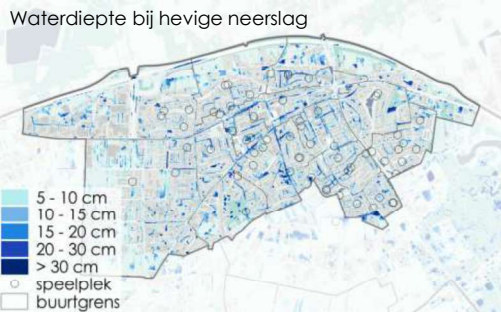 Waterdiepte bij hevige neerslag
5 - 10 cm
10 - 15 cm
15 - 20 cm
20 - 30 cm
> 30 cm
speelplek
buurtgrens